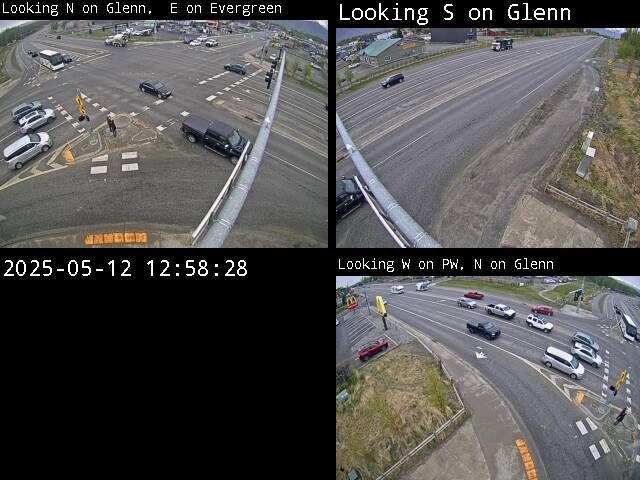 Looking N on Glenn, E on Evergreen
Looking S on Glenn
2025-05-12 12:58:28
Looking W on PW, N on Glenn